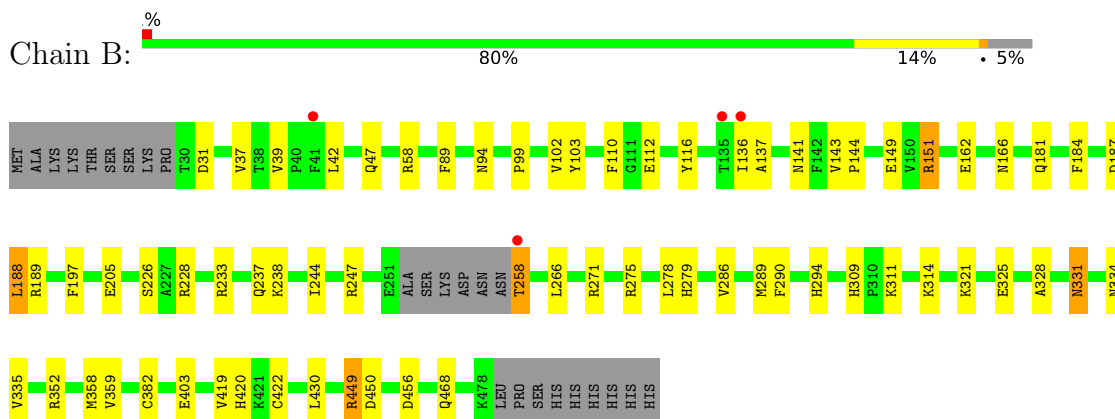 .%
Chain B:
80% 14% • 5%
MET ALA LYS LYS THR SER SER LYS PRO T30 D31 V37 T38 V39 P40 F41 L42 Q47 R58 F89 N94 P99 V102 Y103 F110 G111 E112 Y116 T135 I136 A137 N141 F142 V143 P144 E149 V150 R151 E162 N166 Q181 F184 D187
L188 R189 F197 E205 S226 A227 R228 R233 Q237 K238 I244 R247 E251 ALA SER LYS ASP ASN ASN T258 L266 R271 R275 L278 H279 V286 M289 F290 H294 H309 P310 K311 K314 K321 E325 A328 N331 N334
V335 R352 M358 V359 C382 E403 V419 H420 K421 C422 L430 R449 D450 D456 Q468 K478 LEU PRO SER HIS HIS HIS HIS HIS HIS